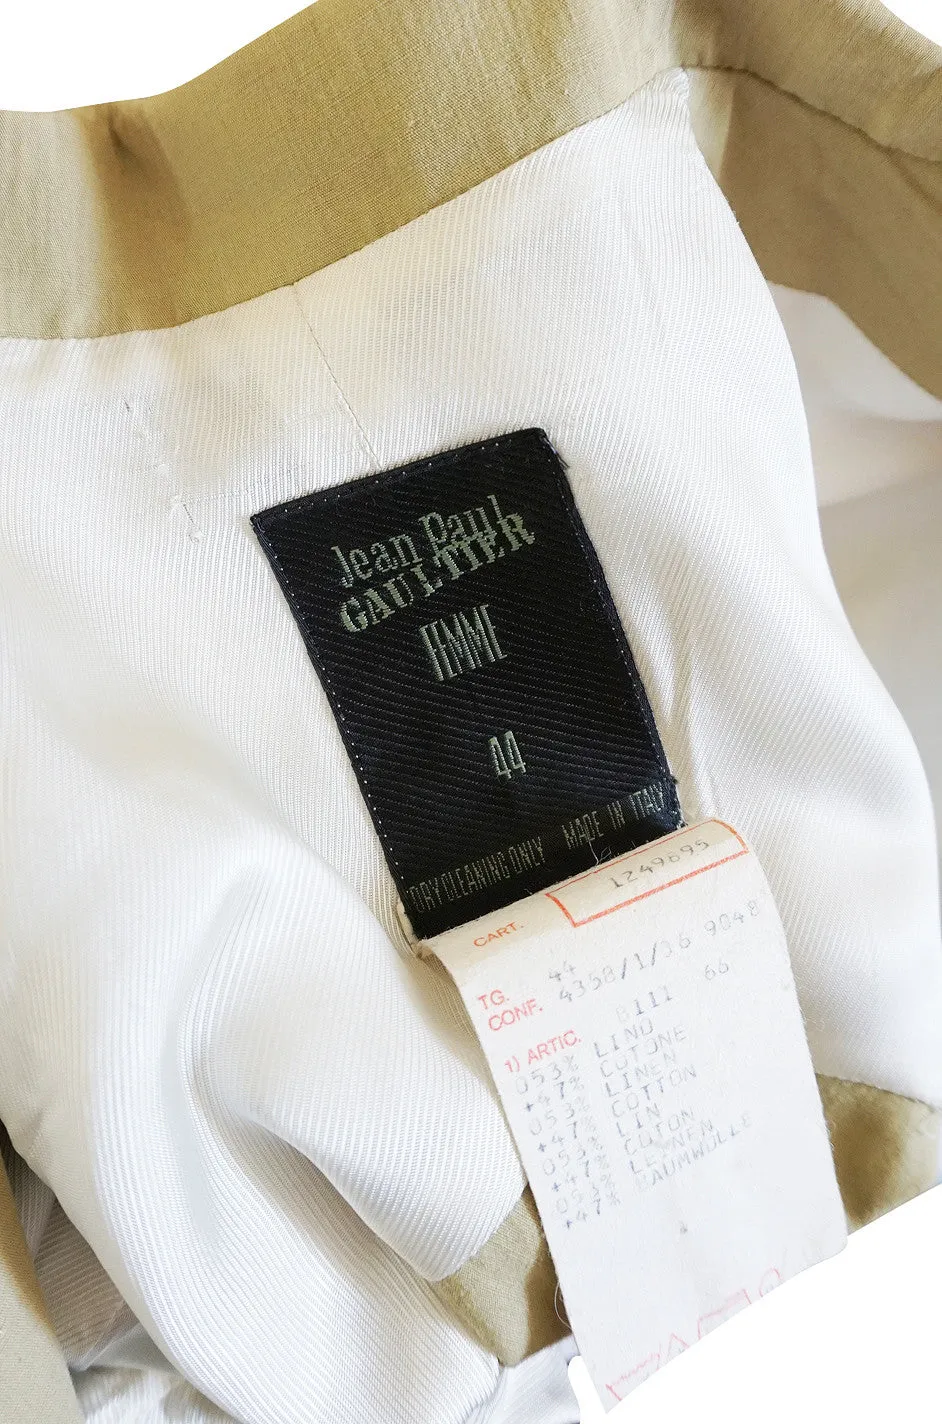 Jean Paul
GAULTIER
FEMME
44
DRY CLEANING ONLY MADE IN ITALY
CART. 1249695
TG. 44
CONF. 4358/1/36 9048
66
1) ARTIC. 8111
053% LINO
+47% COTONE
053% LINEN
+47% COTTON
053% LIN
+47% COTON
053% LEINEN
+47% BAUMWOLLE